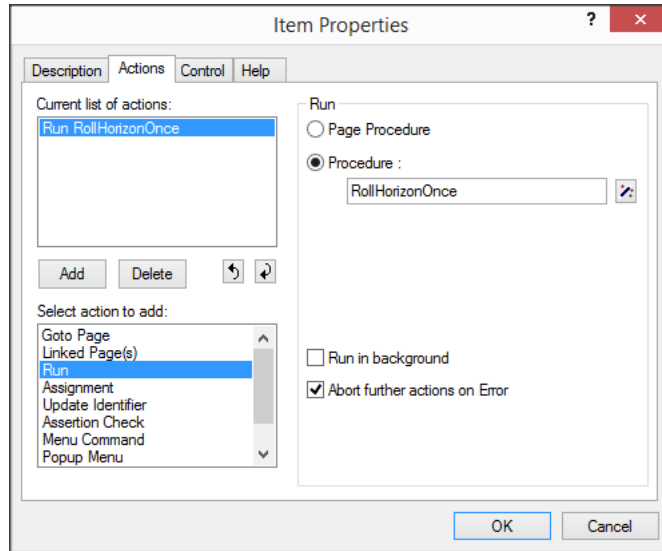 Item Properties
?
Description Actions Control Help
Current list of actions:
Run RollHorizonOnce
Add Delete
Select action to add:
Goto Page
Linked Page(s)
Run
Assignment
Update Identifier
Assertion Check
Menu Command
Popup Menu
Run
Page Procedure
Procedure :
RollHorizonOnce
Run in background
Abort further actions on Error
OK Cancel